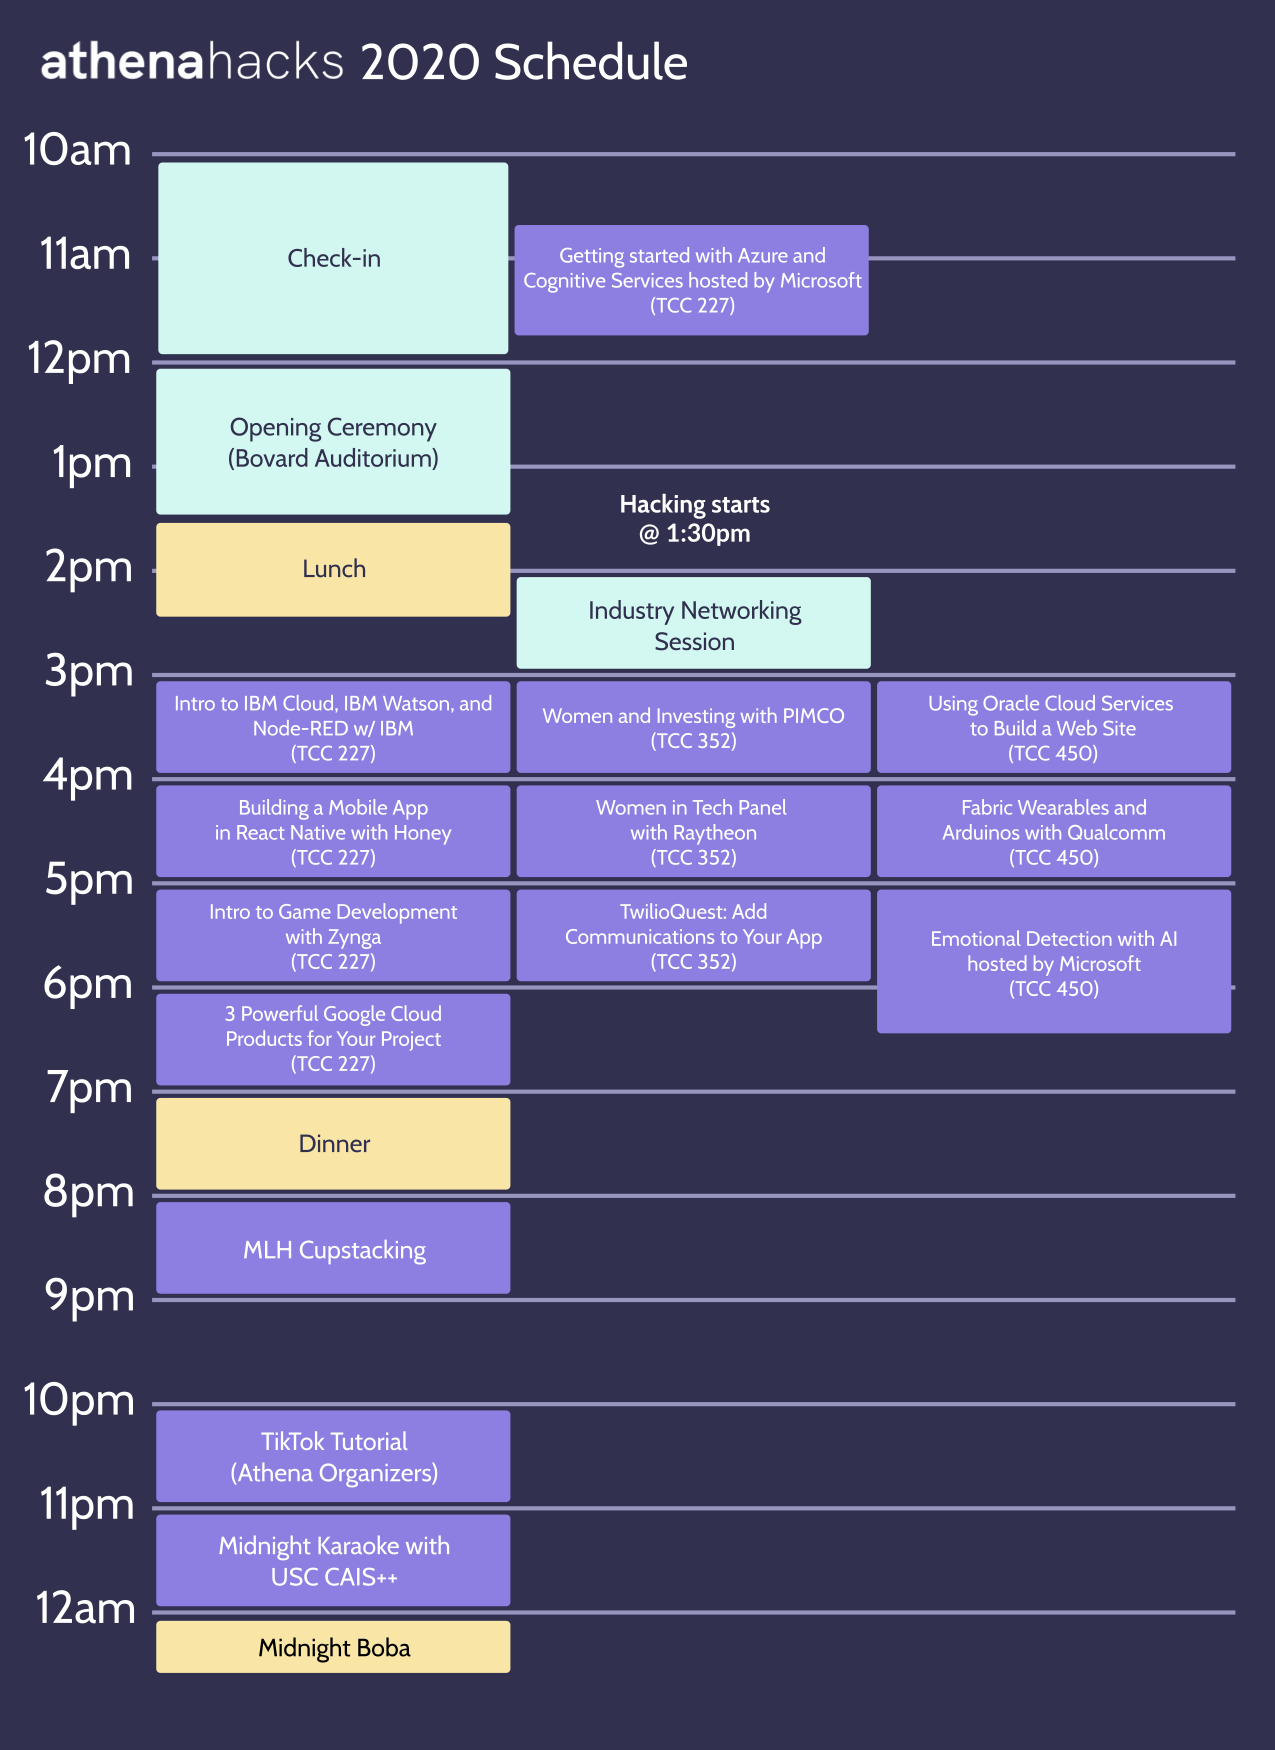 athenahacks 2020 Schedule
10am
Check-in
11am
Getting started with Azure and
Cognitive Services hosted by Microsoft
(TCC 227)
12pm
Opening Ceremony
(Bovard Auditorium)
1pm
Hacking starts
@ 1:30pm
2pm
Lunch
Industry Networking
Session
3pm
Intro to IBM Cloud, IBM Watson, and
Node-RED w/ IBM
(TCC 227)
Women and Investing with PIMCO
(TCC 352)
Using Oracle Cloud Services
to Build a Web Site
(TCC 450)
4pm
Building a Mobile App
in React Native with Honey
(TCC 227)
Women in Tech Panel
with Raytheon
(TCC 352)
Fabric Wearables and
Arduinos with Qualcomm
(TCC 450)
5pm
Intro to Game Development
with Zynga
(TCC 227)
TwilioQuest: Add
Communications to Your App
(TCC 352)
Emotional Detection with AI
hosted by Microsoft
(TCC 450)
6pm
3 Powerful Google Cloud
Products for Your Project
(TCC 227)
7pm
Dinner
8pm
MLH Cupstacking
9pm
10pm
TikTok Tutorial
(Athena Organizers)
11pm
Midnight Karaoke with
USC CAIS++
12am
Midnight Boba